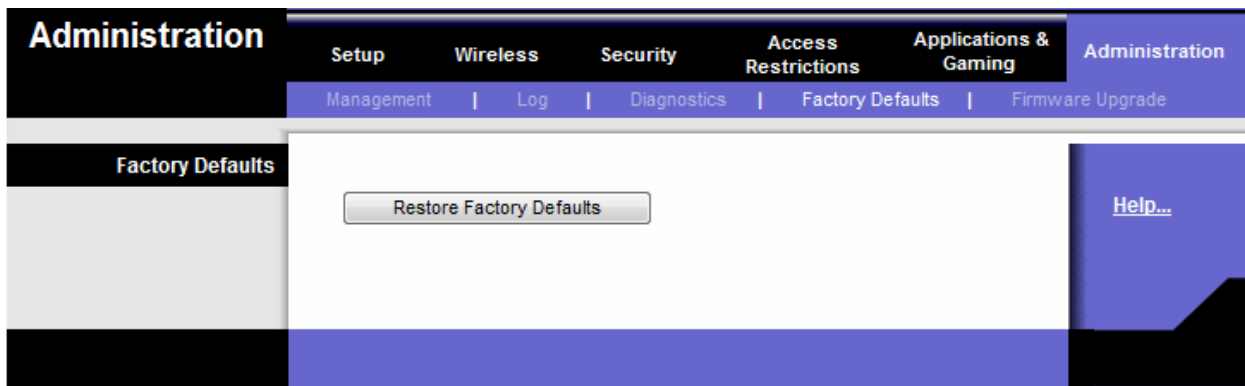 Administration
Setup Wireless Security Access Restrictions Applications & Gaming Administration
Management | Log | Diagnostics | Factory Defaults | Firmware Upgrade
Factory Defaults
Restore Factory Defaults
Help...